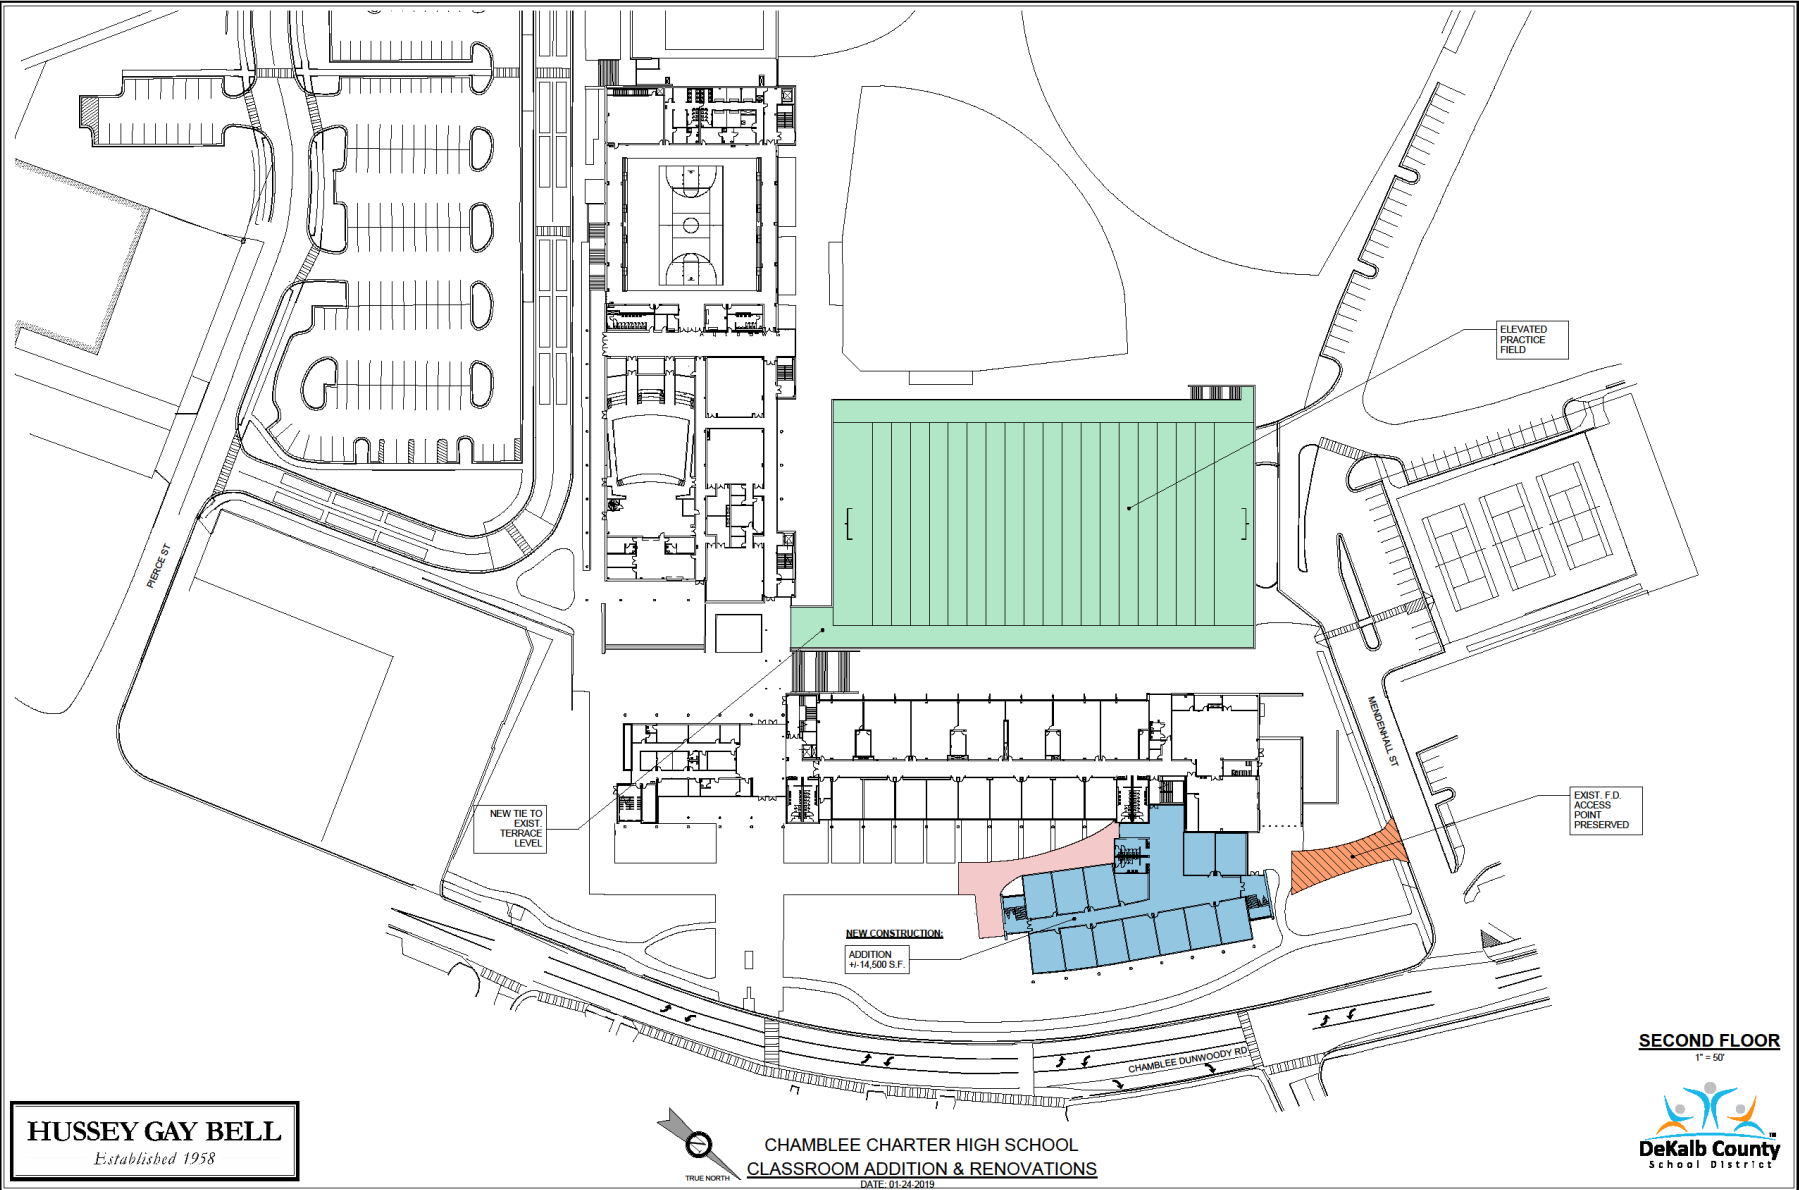 ELEVATED
PRACTICE
FIELD
PIERCE ST
MENDENHALL ST
NEW TIE TO
EXIST.
TERRACE
LEVEL
EXIST. F.D.
ACCESS
POINT
PRESERVED
NEW CONSTRUCTION:
ADDITION
+/-14,500 S.F.
CHAMBLEE DUNWOODY RD
SECOND FLOOR
1" = 50'
HUSSEY GAY BELL
Established 1958
TRUE NORTH
CHAMBLEE CHARTER HIGH SCHOOL
CLASSROOM ADDITION & RENOVATIONS
DATE: 01-24-2019
DeKalb County
School District